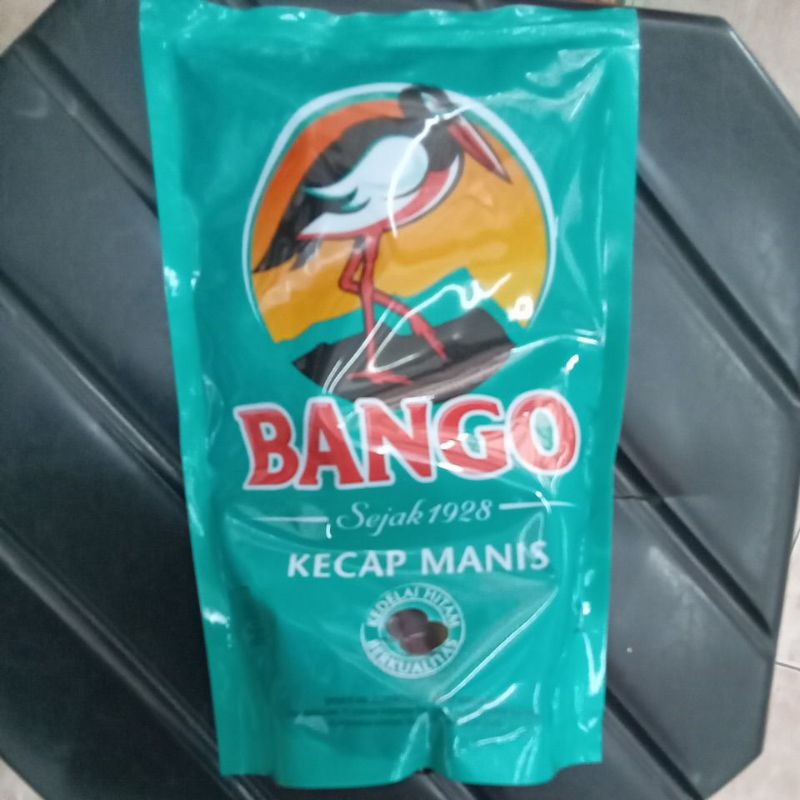 BANGO
Sejak 1928
KECAP MANIS
KEDELAI HITAM
BERKUALITAS